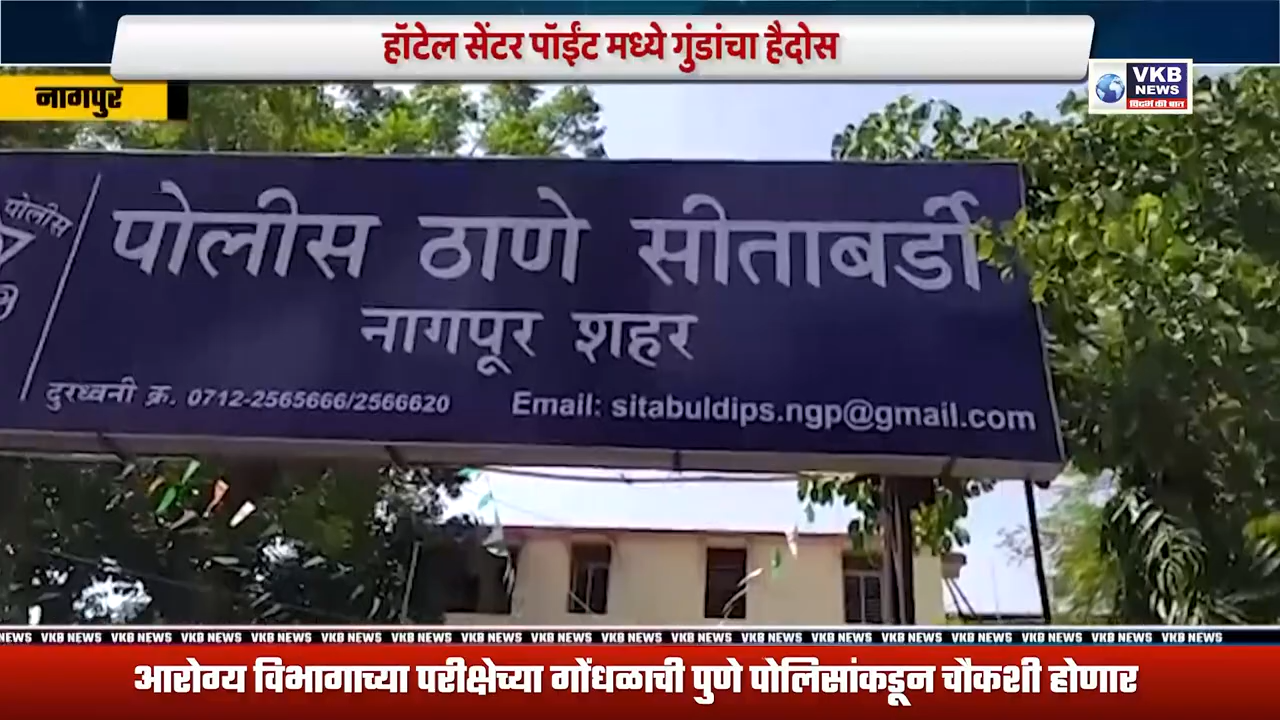 हॉटेल सेंटर पॉईंट मध्ये गुंडांचा हैदोस
नागपुर
VKB
NEWS
विदर्भ की बात
पोलीस
पोलीस ठाणे सीताबर्डी
नागपूर शहर
दुरध्वनी क्र. 0712-2565666/2566620 Email: sitabuldips.ngp@gmail.com
NEWS VKB NEWS VKB NEWS VKB NEWS VKB NEWS VKB NEWS VKB NEWS VKB NEWS VKB NEWS VKB NEWS VKB NEWS VKB NEWS VKB NEWS VKB NEWS VKB NEWS VKB NEWS VKB NEWS VKB NEWS
आरोग्य विभागाच्या परीक्षेच्या गोंधळाची पुणे पोलिसांकडून चौकशी होणार